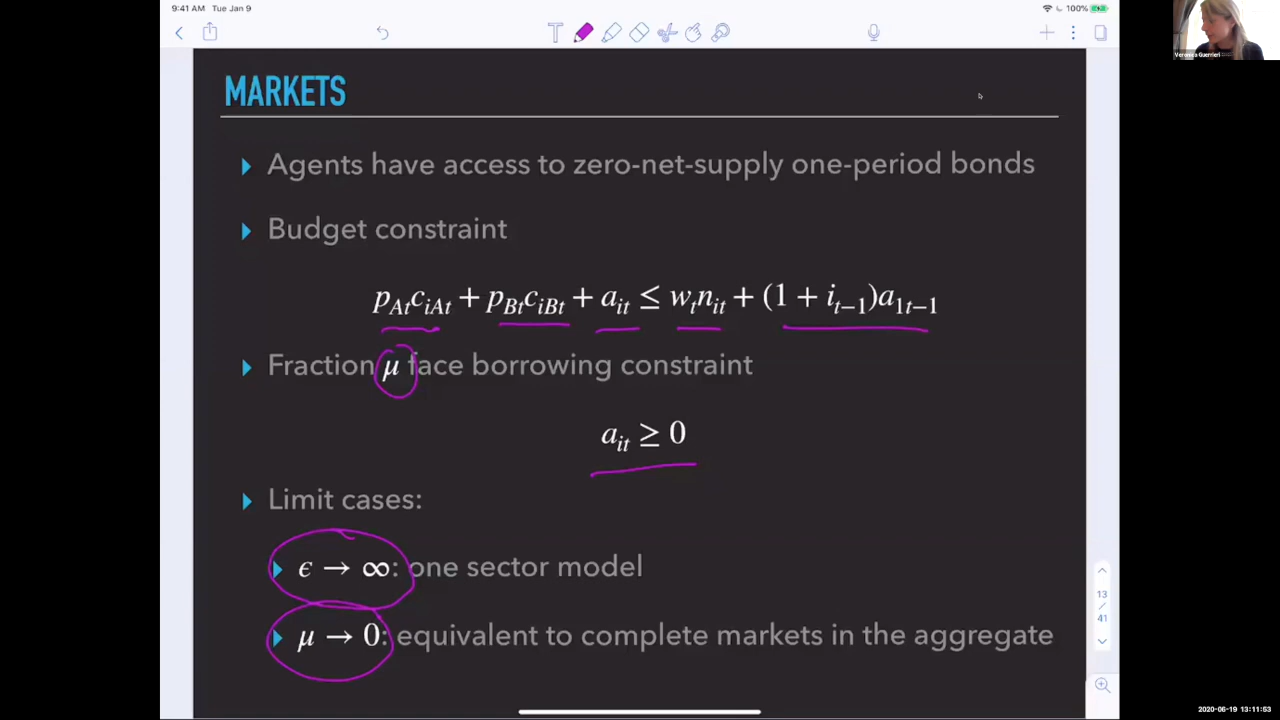 9:41 AM Tue Jan 9
100%
Veronica Guerrieri
MARKETS
Agents have access to zero-net-supply one-period bonds
Budget constraint
p_{At}c_{iAt} + p_{Bt}c_{iBt} + a_{it} ≤ w_t n_{it} + (1 + i_{t−1})a_{1t−1}
Fraction μ face borrowing constraint
a_{it} ≥ 0
Limit cases:
ϵ → ∞: one sector model
μ → 0: equivalent to complete markets in the aggregate
13
/
41
2020-06-19 13:11:53